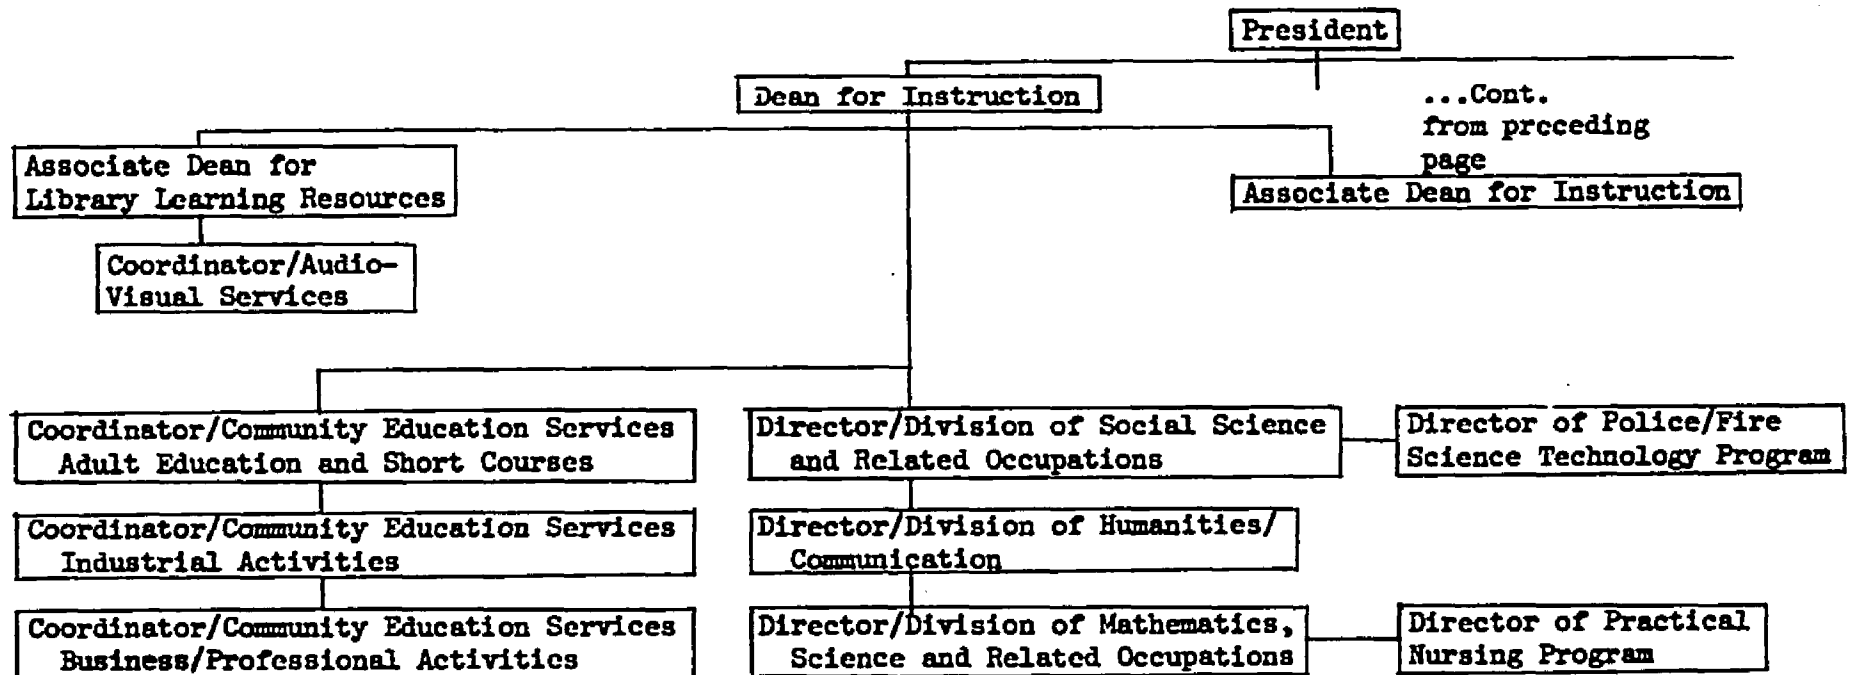 President
Dean for Instruction
...Cont.
from preceding
page
Associate Dean for
Library Learning Resources
Associate Dean for Instruction
Coordinator/Audio-
Visual Services
Coordinator/Community Education Services
Adult Education and Short Courses
Director/Division of Social Science
and Related Occupations
Director of Police/Fire
Science Technology Program
Coordinator/Community Education Services
Industrial Activities
Director/Division of Humanities/
Communication
Coordinator/Community Education Services
Business/Professional Activities
Director/Division of Mathematics,
Science and Related Occupations
Director of Practical
Nursing Program